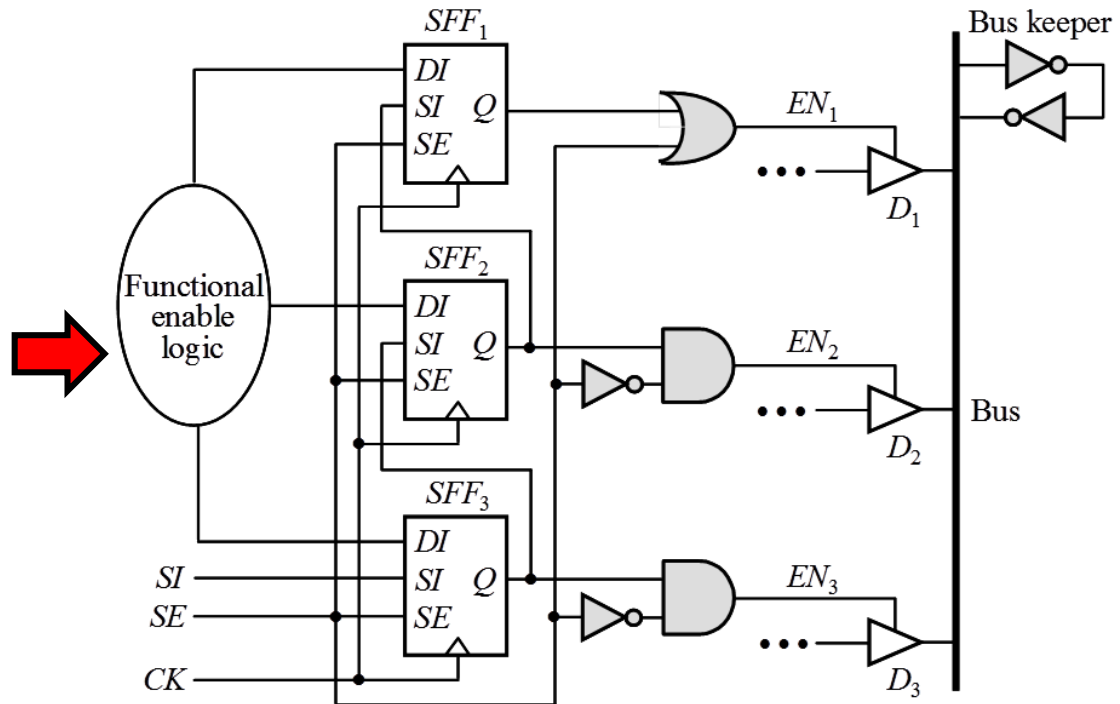 SFF1
Bus keeper
DI
SI
Q
SE
EN1
D1
Functional
enable
logic
SFF2
DI
SI
Q
SE
EN2
D2
Bus
SFF3
DI
SI
SI
Q
SE
SE
EN3
D3
CK